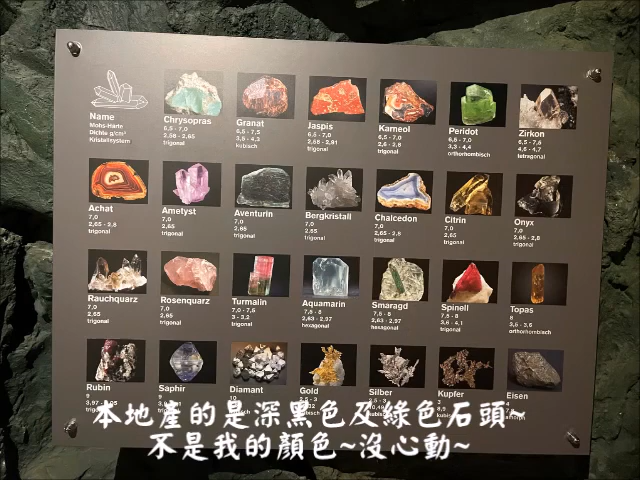 Name
Mohs-Härte
Dichte g/cm³
Kristallsystem
Chrysopras
6,5 - 7,0
2,58 - 2,65
trigonal
Granat
6,5 - 7,5
3,5 - 4,3
kubisch
Jaspis
6,5 - 7,0
2,58 - 2,91
trigonal
Karneol
6,5 - 7,0
2,6 - 2,8
trigonal
Peridot
6,5 - 7,0
3,3 - 4,4
orthorhombisch
Zirkon
6,5 - 7,5
4,6 - 4,7
tetragonal
Achat
7,0
2,65 - 2,8
trigonal
Ametyst
7,0
2,65
trigonal
Aventurin
7,0
2,65
trigonal
Bergkristall
7,0
2,65
trigonal
Chalcedon
7,0
2,65 - 2,8
trigonal
Citrin
7,0
2,65
trigonal
Onyx
7,0
2,65 - 2,8
trigonal
Rauchquarz
7,0
2,65
trigonal
Rosenquarz
7,0
2,65
trigonal
Turmalin
7,0 - 7,5
3 - 3,2
trigonal
Aquamarin
7,5 - 8
2,63 - 2,97
hexagonal
Smaragd
7,5 - 8
2,63 - 2,97
hexagonal
Spinell
7,5 - 8
3,6 - 4,1
trigonal
Topas
8
3,5 - 3,6
orthorhombisch
Rubin
9
Saphir
9
Diamant
10
Gold
2,5 - 3
Silber
2,5 - 3
Kupfer
Eisen
本地產的是深黑色及綠色石頭~
不是我的顏色~沒心動~